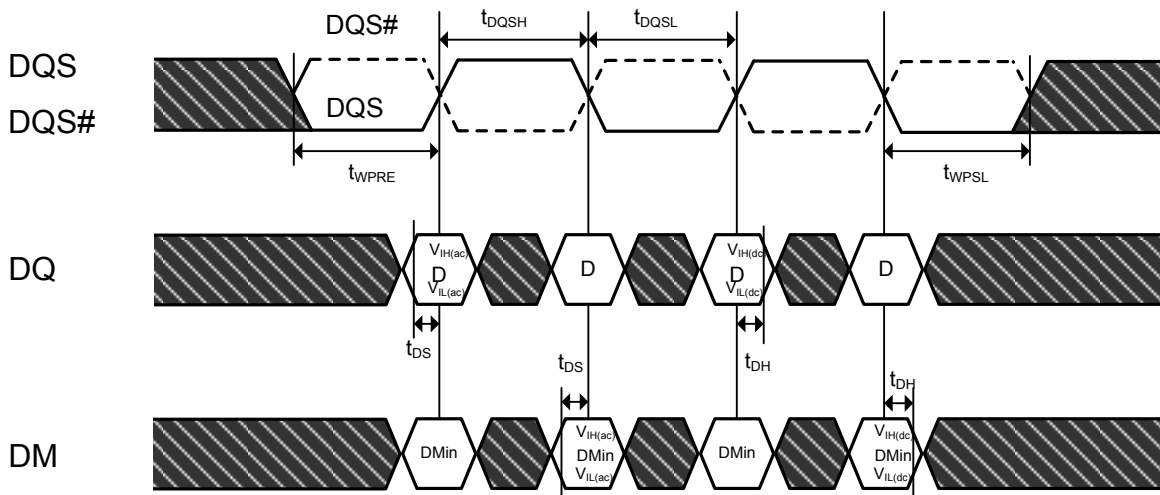 DQS# tDQSH tDQSL
DQS
DQS
DQS#
tWPRE tWPSL
DQ
VIH(ac) D VIL(ac)
D
VIH(dc) D VIL(dc)
D
tDS tDS tDH tDH
DM
DMin
VIH(ac) DMin VIL(ac)
DMin
VIH(dc) DMin VIL(dc)